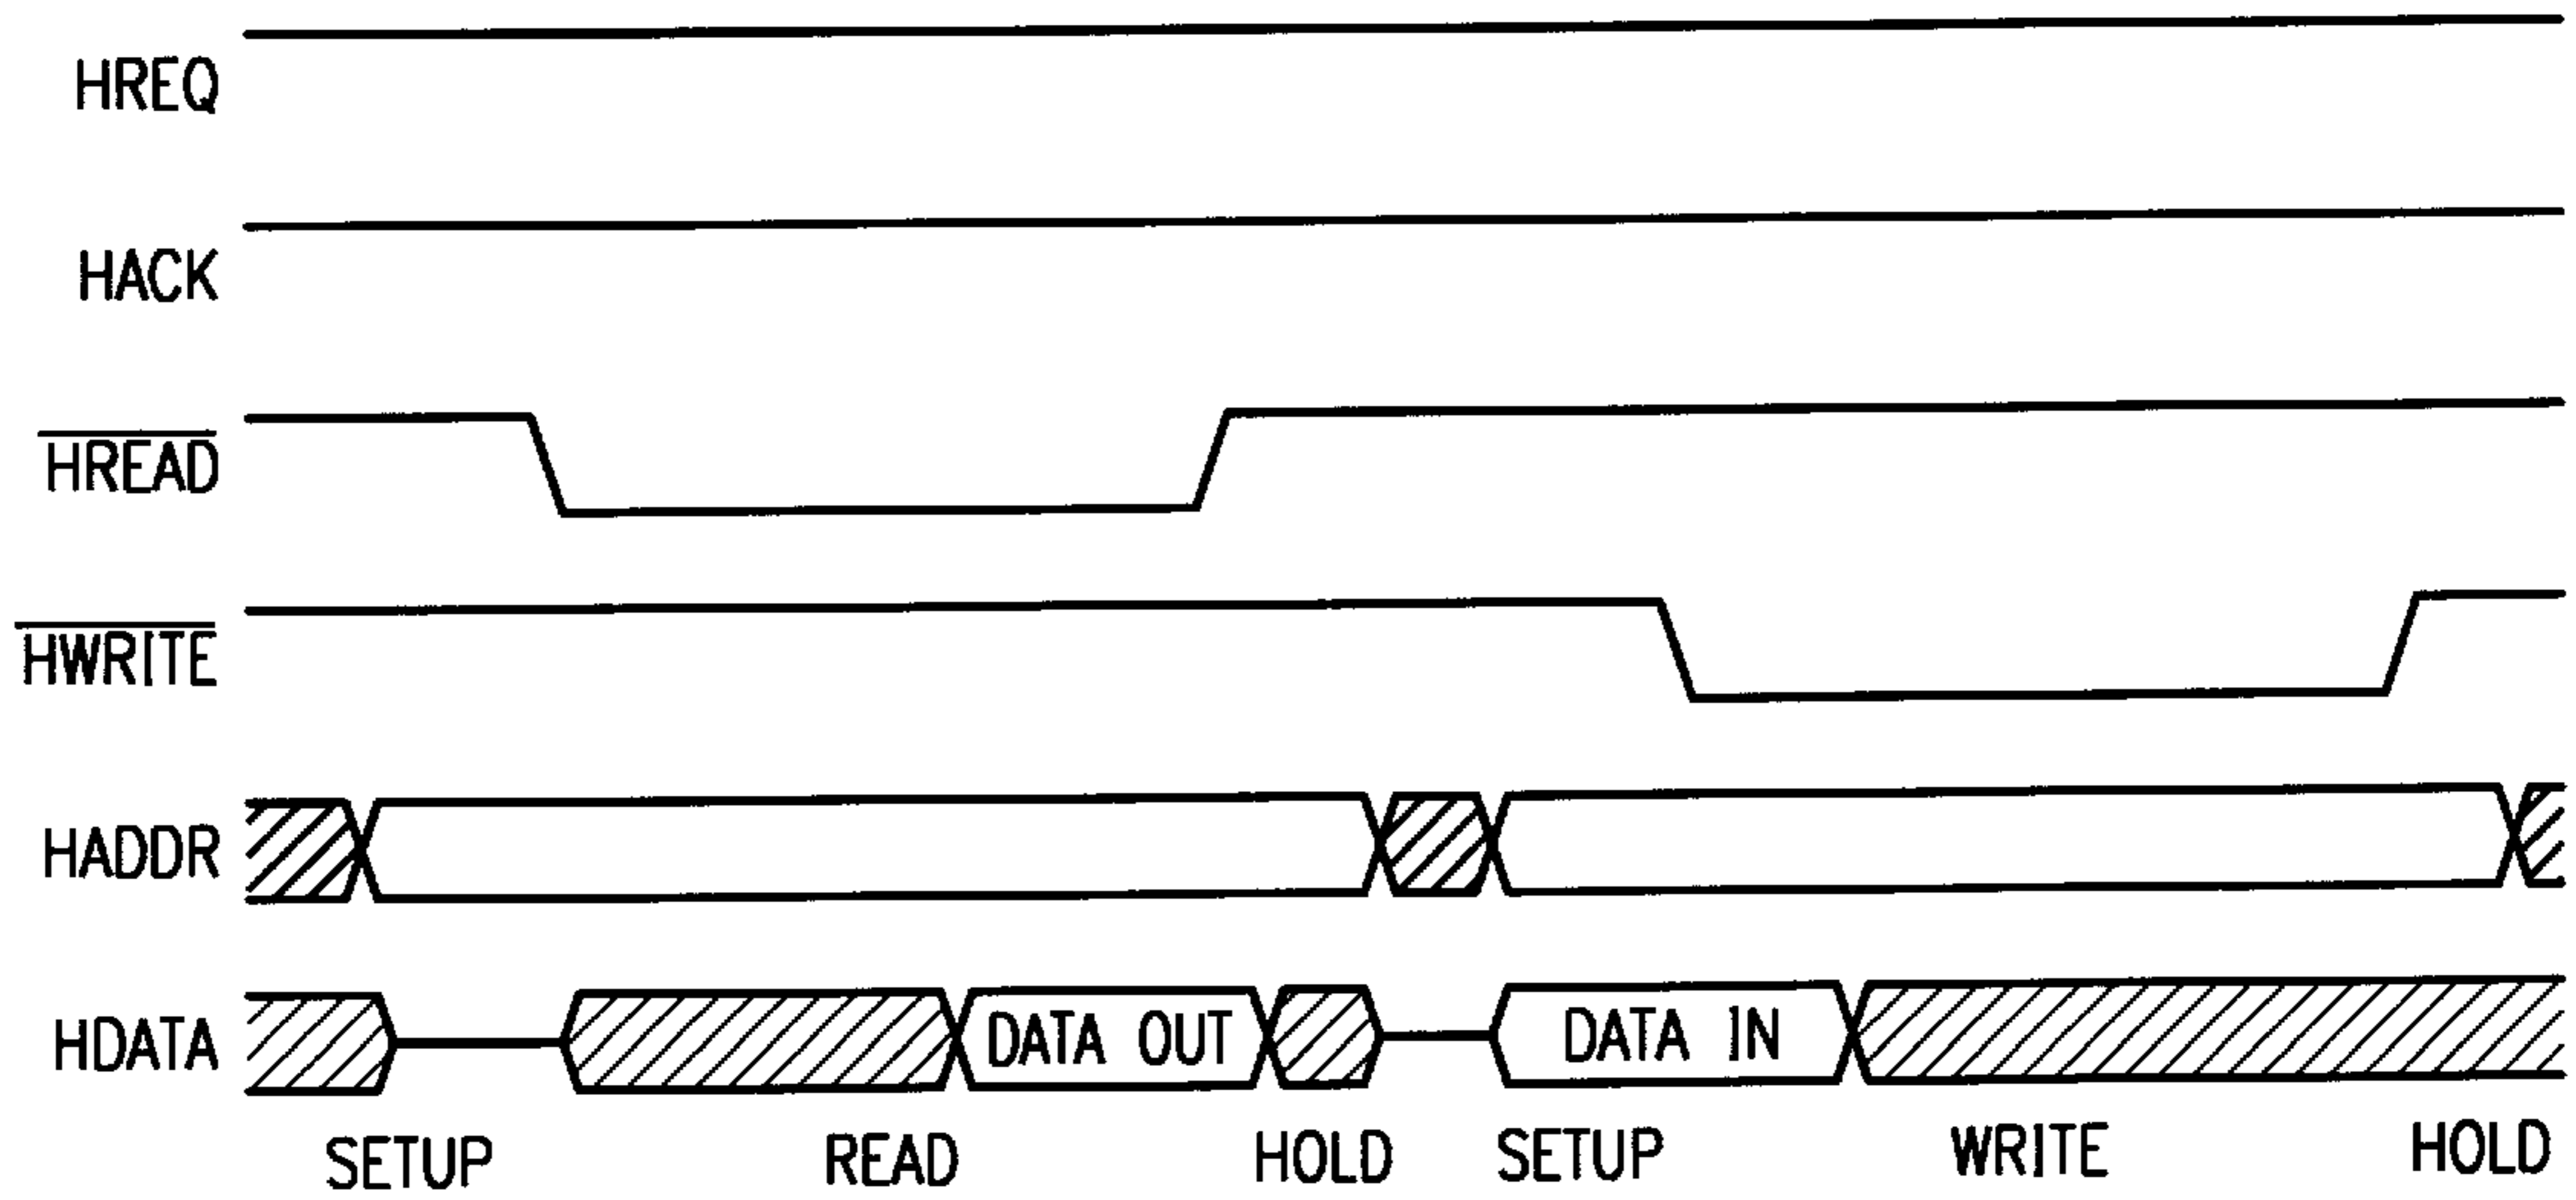 HREQ
HACK
HREAD
HWRITE
HADDR
HDATA DATA OUT DATA IN
SETUP READ HOLD SETUP WRITE HOLD